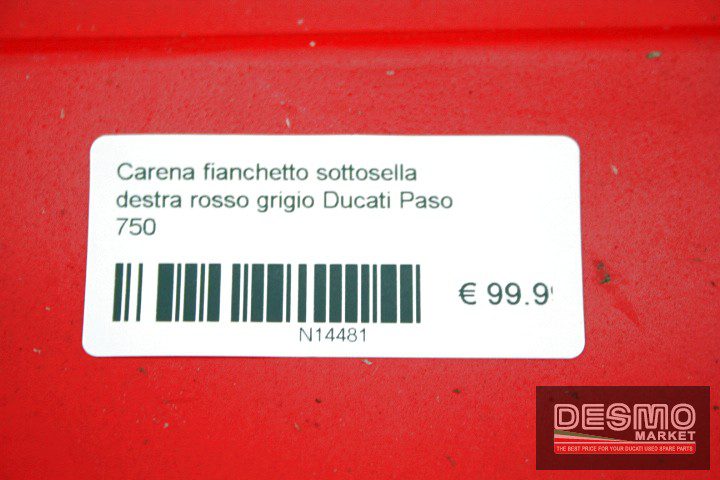 Carena fianchetto sottosella
destra rosso grigio Ducati Paso
750
€ 99.9
N14481
DESMO
MARKET
THE BEST PRICE FOR YOUR DUCATI USED SPARE PARTS